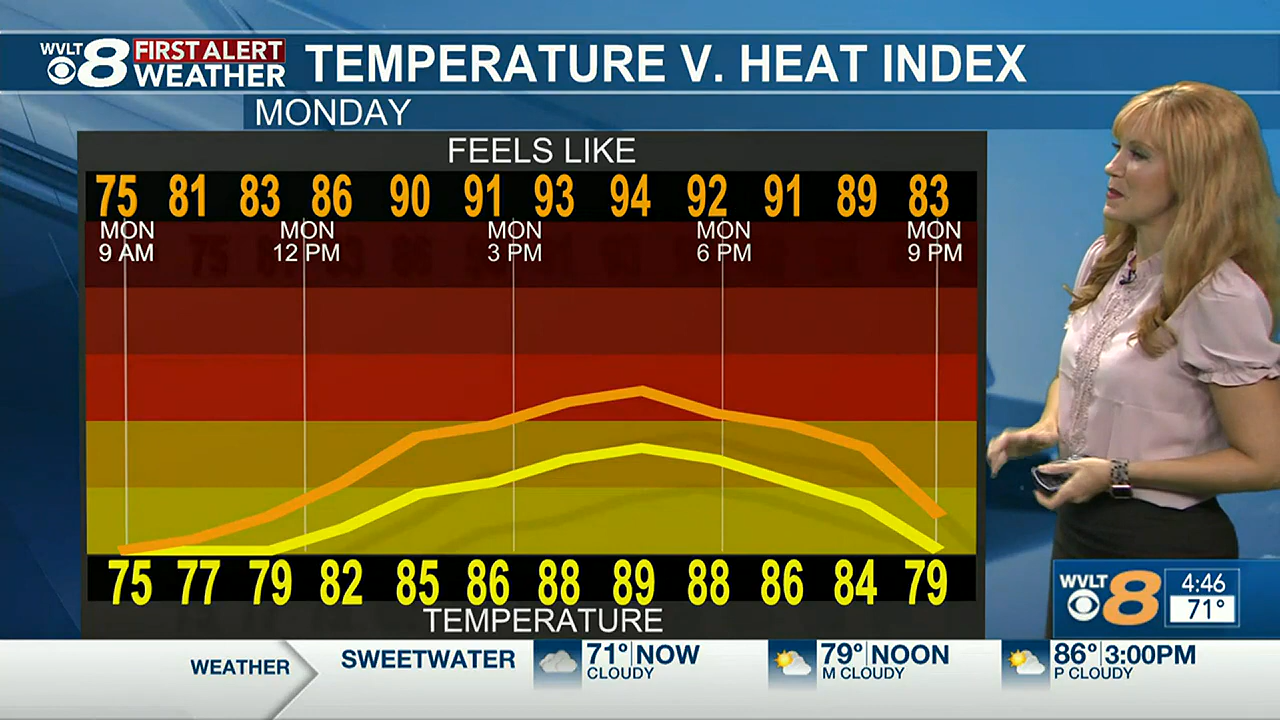 WVLT 8 FIRST ALERT WEATHER
TEMPERATURE V. HEAT INDEX
MONDAY
FEELS LIKE
75 81 83 86 90 91 93 94 92 91 89 83
MON MON MON MON MON
9 AM 12 PM 3 PM 6 PM 9 PM
75 77 79 82 85 86 88 89 88 86 84 79
TEMPERATURE
WVLT 8
4:46
71°
WEATHER
SWEETWATER
71° NOW
CLOUDY
79° NOON
M CLOUDY
86° 3:00PM
P CLOUDY